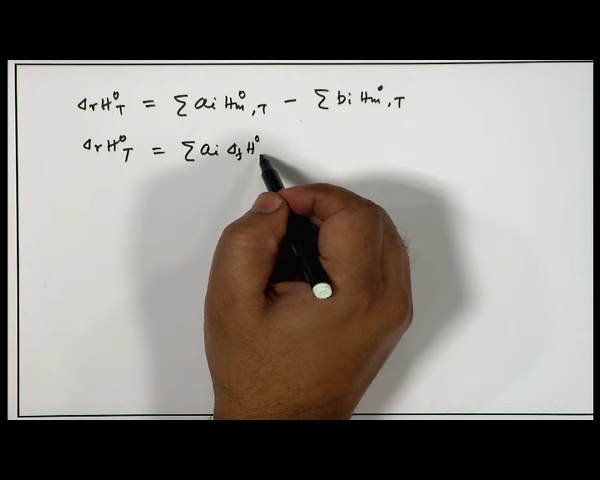 ΔrH°T = Σ ai Hm°,T − Σ bi Hm°,T
ΔrH°T = Σ ai ΔfH°